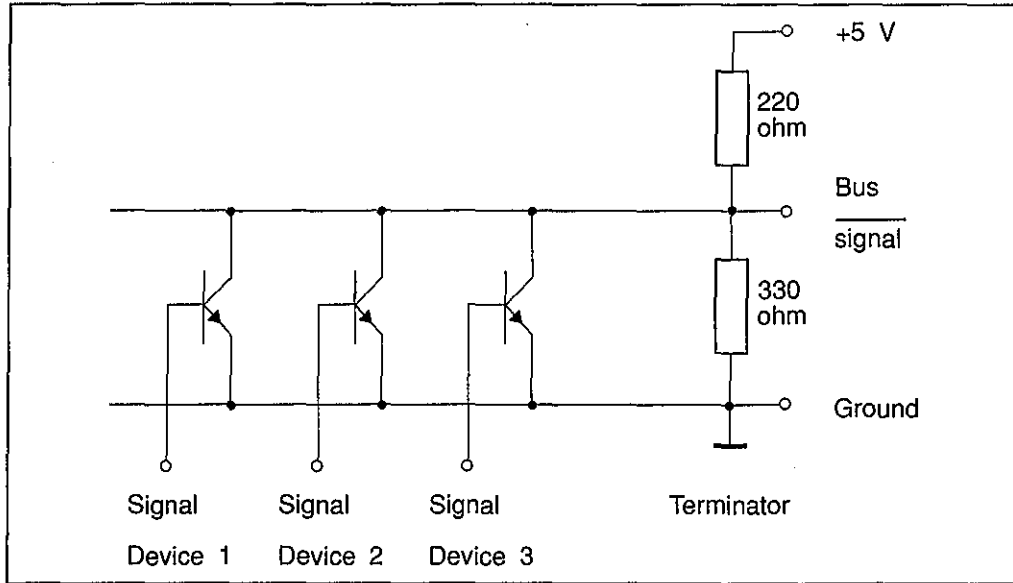 +5 V
220
ohm
Bus
signal
330
ohm
Ground
Signal
Device 1
Signal
Device 2
Signal
Device 3
Terminator